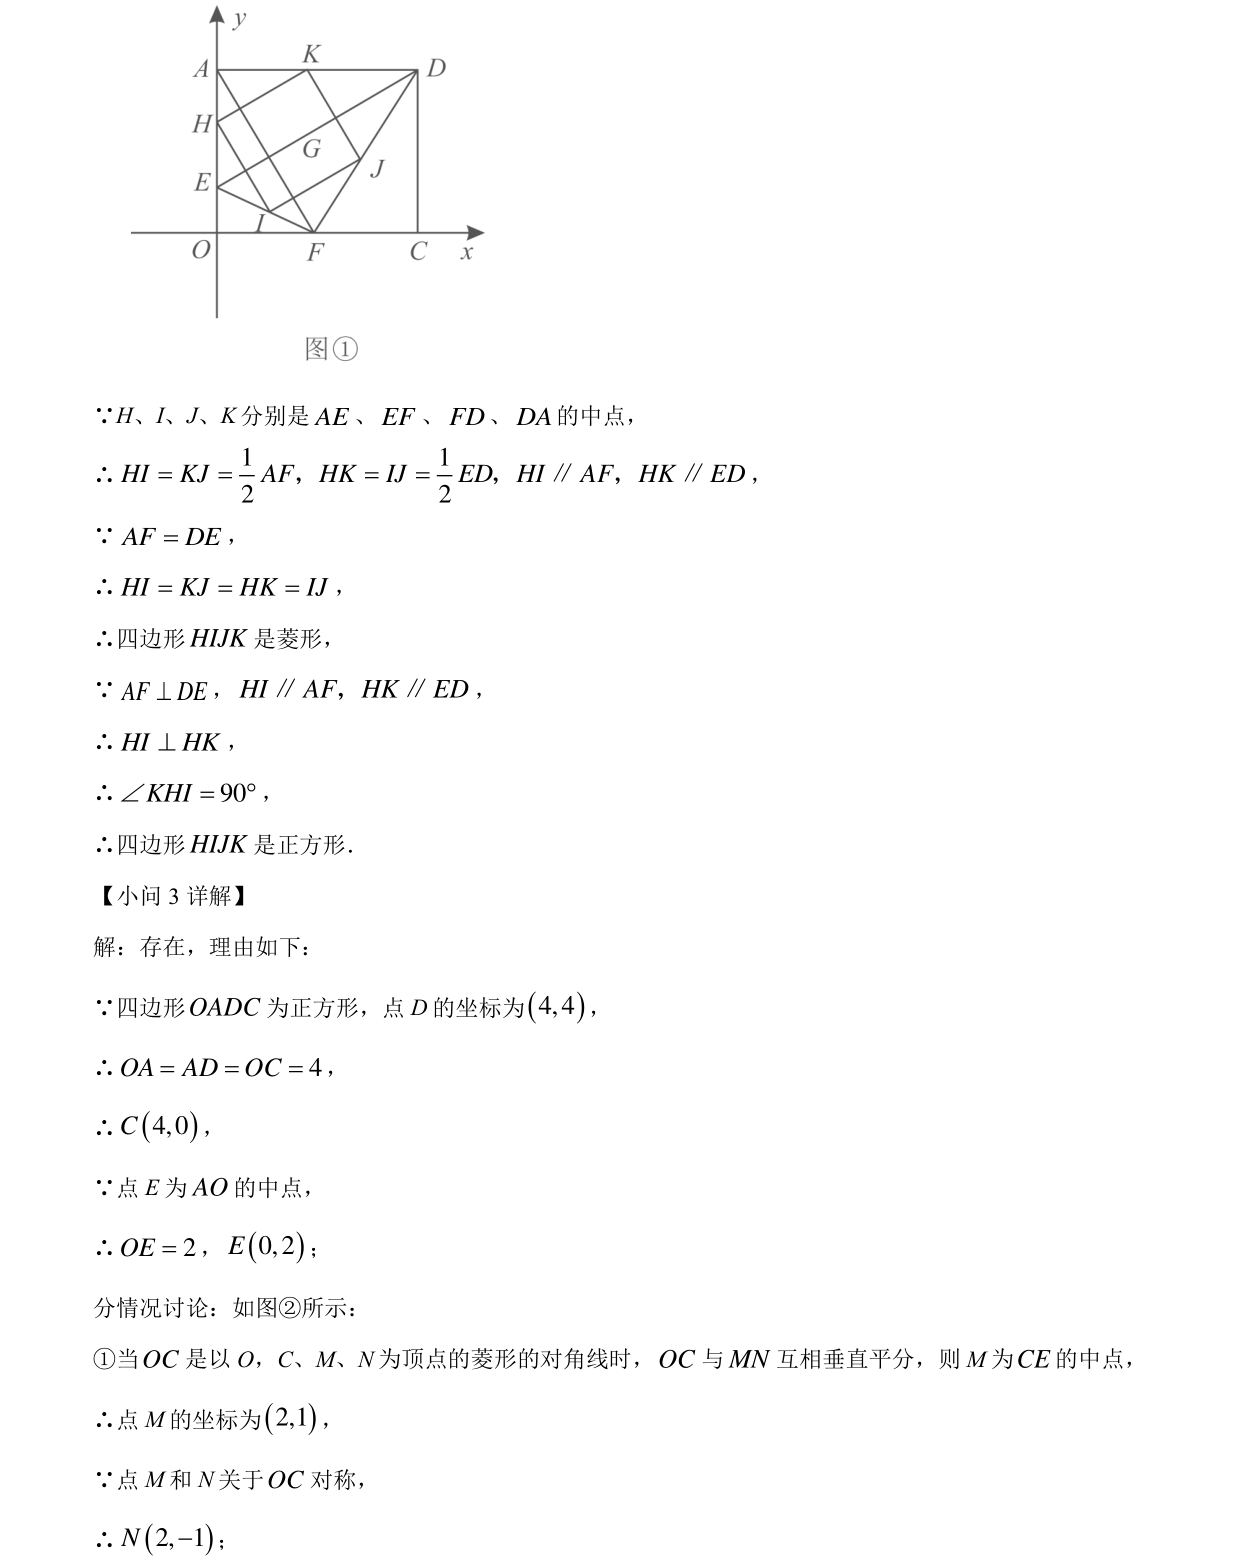 y
A K D
H
G
J
E
I
O F C x
图①
∵H、I、J、K分别是AE、EF、FD、DA的中点，
∴HI = KJ = \frac{1}{2}AF，HK = IJ = \frac{1}{2}ED，HI∥AF，HK∥ED，
∵AF = DE，
∴HI = KJ = HK = IJ，
∴四边形HIJK是菱形，
∵AF⊥DE，HI∥AF，HK∥ED，
∴HI⊥HK，
∴∠KHI = 90°，
∴四边形HIJK是正方形．
【小问3详解】
解：存在，理由如下：
∵四边形OADC为正方形，点D的坐标为(4,4)，
∴OA = AD = OC = 4，
∴C(4,0)，
∵点E为AO的中点，
∴OE = 2，E(0,2)；
分情况讨论：如图②所示：
①当OC是以O，C、M、N为顶点的菱形的对角线时，OC与MN互相垂直平分，则M为CE的中点，
∴点M的坐标为(2,1)，
∵点M和N关于OC对称，
∴N(2,−1)；